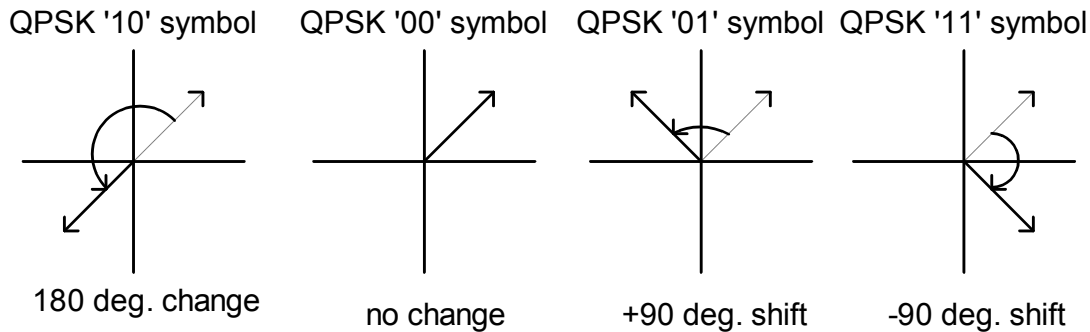 QPSK '10' symbol
QPSK '00' symbol
QPSK '01' symbol
QPSK '11' symbol
180 deg. change
no change
+90 deg. shift
-90 deg. shift